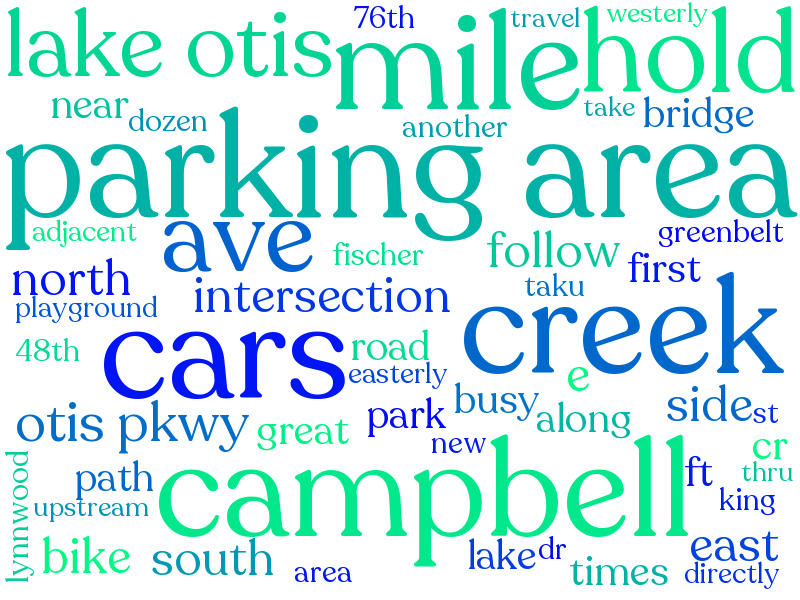 lake otis
76th
mile
travel
westerly
hold
near
dozen
another
take
bridge
parking area
adjacent
ave
fischer
follow
greenbelt
north
playground
intersection
taku
first
48th
cars
road
easterly
creek
e
otis pkwy
great
park
busy
along
side
st
new
lynnwood
path
upstream
campbell
ft
cr
thru
king
bike
south
area
lake
dr
times
east
directly